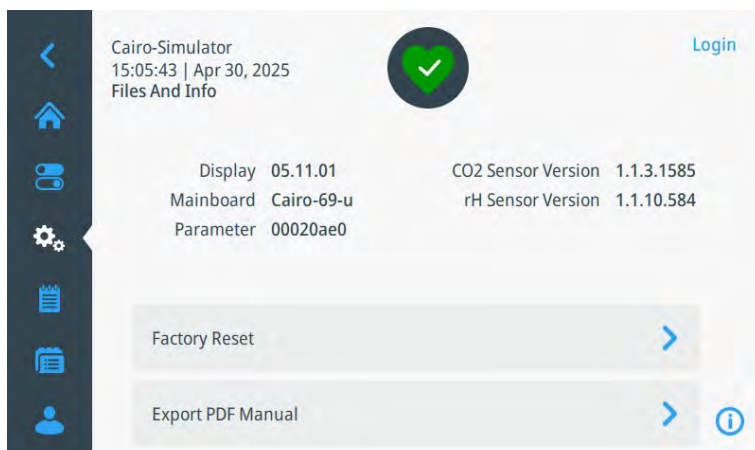 Cairo-Simulator
15:05:43 | Apr 30, 2025
Files And Info
Login
Display 05.11.01
Mainboard Cairo-69-u
Parameter 00020ae0
CO2 Sensor Version 1.1.3.1585
rH Sensor Version 1.1.10.584
Factory Reset
Export PDF Manual